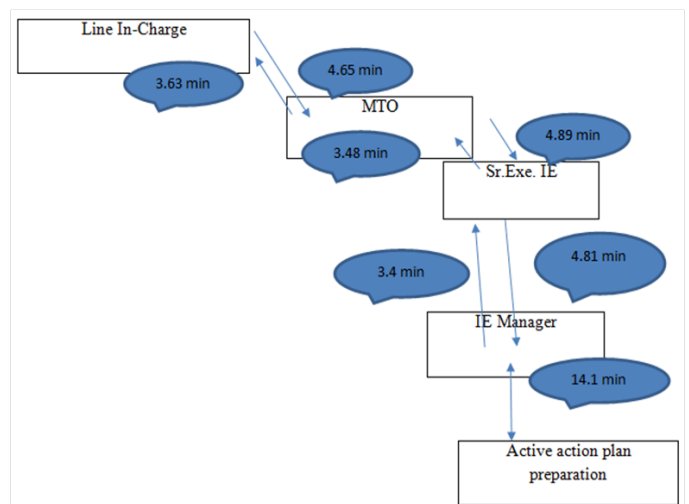 Line In-Charge
3.63 min
4.65 min
MTO
3.48 min
4.89 min
Sr.Exe. IE
3.4 min
4.81 min
IE Manager
14.1 min
Active action plan
preparation